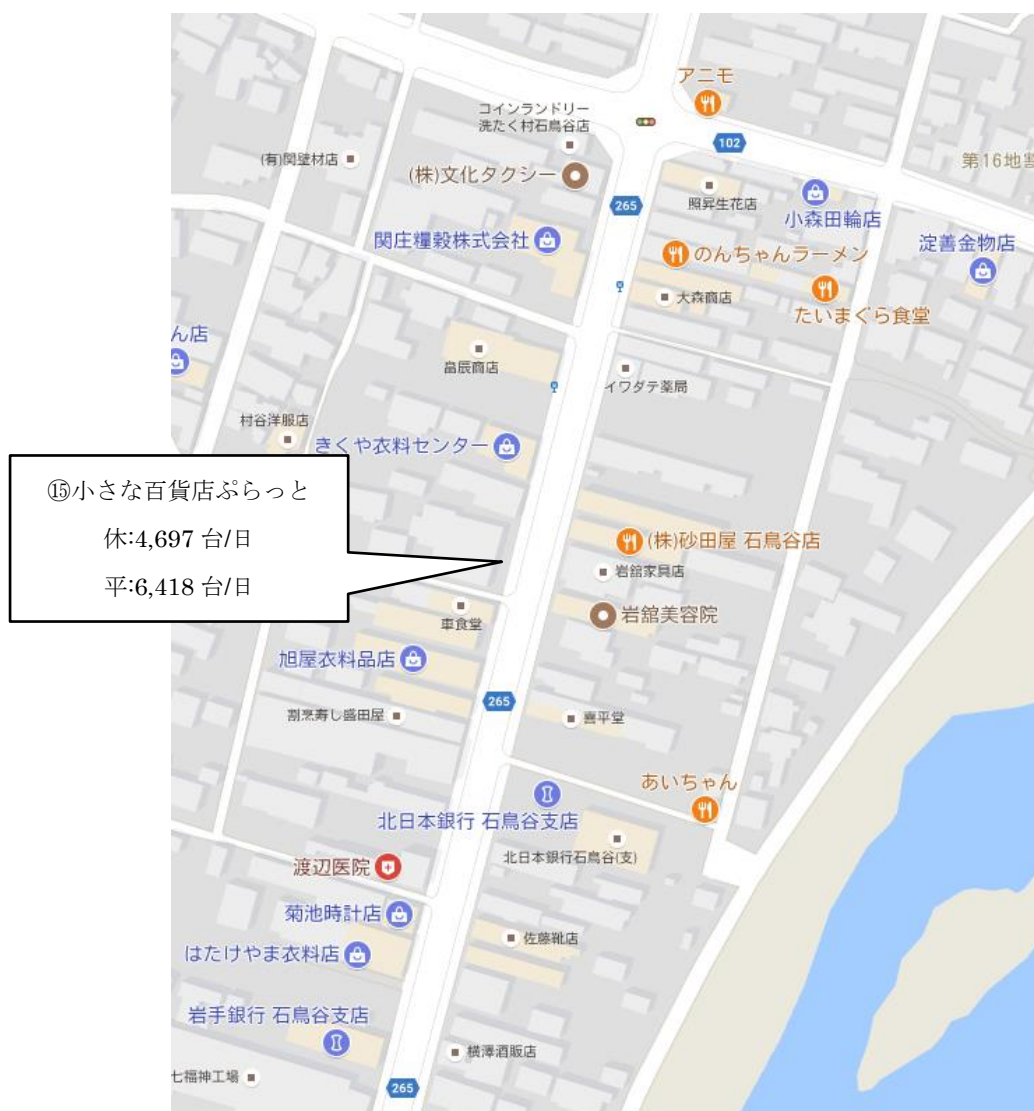 アニモ
コインランドリー
洗たく村石鳥谷店
102
(有)関壁材店
第16地割
(株)文化タクシー
照昇生花店
265
小森田輪店
関庄糧穀株式会社
淀善金物店
のんちゃんラーメン
大森商店
たいまぐら食堂
ん店
畠辰商店
イワダテ薬局
村谷洋服店
きくや衣料センター
⑮小さな百貨店ぷらっと
休:4,697 台/日
平:6,418 台/日
(株)砂田屋 石鳥谷店
岩舘家具店
車食堂
岩舘美容院
旭屋衣料品店
265
割烹寿し盛田屋
喜平堂
あいちゃん
北日本銀行 石鳥谷支店
北日本銀行石鳥谷(支)
渡辺医院
菊池時計店
佐藤靴店
はたけやま衣料店
岩手銀行 石鳥谷支店
横澤酒販店
七福神工場
265